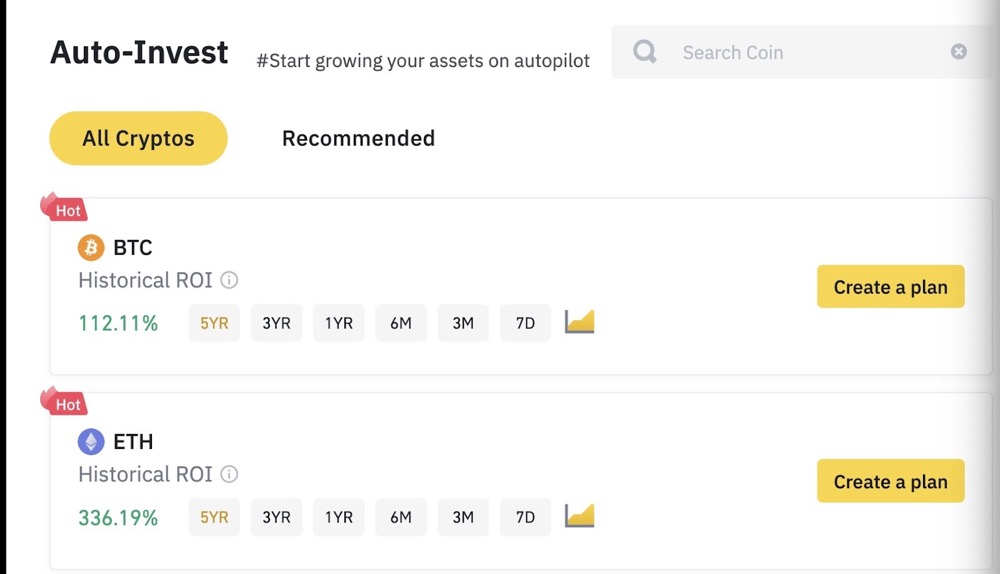 Auto-Invest #Start growing your assets on autopilot Search Coin
All Cryptos Recommended
Hot
BTC
Historical ROI
Create a plan
112.11% 5YR 3YR 1YR 6M 3M 7D
Hot
ETH
Historical ROI
Create a plan
336.19% 5YR 3YR 1YR 6M 3M 7D